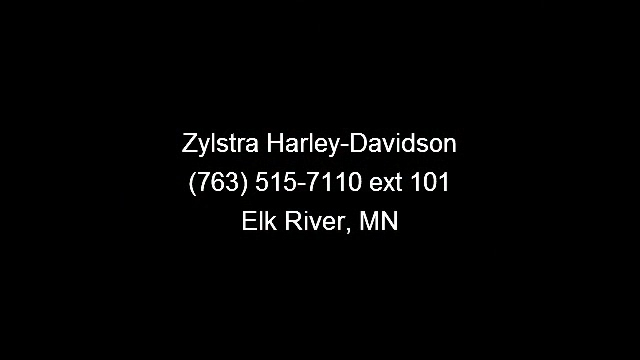 Zylstra Harley-Davidson
(763) 515-7110 ext 101
Elk River, MN